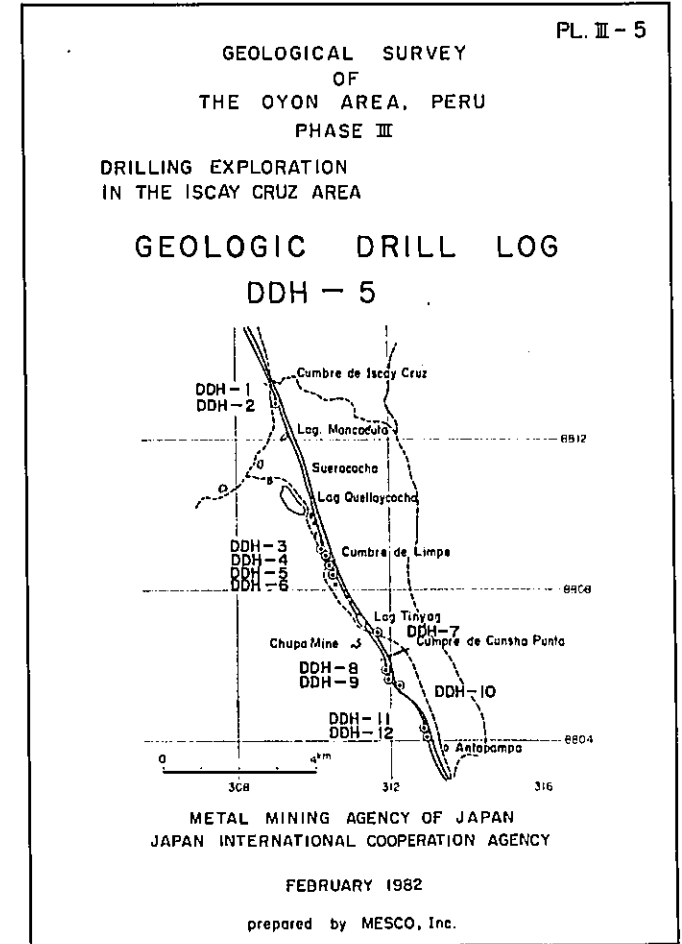 PL. Ⅲ - 5
GEOLOGICAL SURVEY
OF
THE OYON AREA, PERU
PHASE Ⅲ
DRILLING EXPLORATION
IN THE ISCAY CRUZ AREA
GEOLOGIC DRILL LOG
DDH - 5
Cumbre de Iscay Cruz
DDH-1
DDH-2
Lag. Mancacuta
8812
Sueracocha
Lag Quellaycocha
DDH-3
DDH-4
DDH-5
DDH-6
Cumbre de Limpe
8808
Lag Tinyag
DDH-7
Chupa Mine
Cumpre de Cunsha Punta
DDH-8
DDH-9
DDH-10
DDH-11
DDH-12
8804
Antapampa
0 4km
308 312 316
METAL MINING AGENCY OF JAPAN
JAPAN INTERNATIONAL COOPERATION AGENCY
FEBRUARY 1982
prepared by MESCO, Inc.